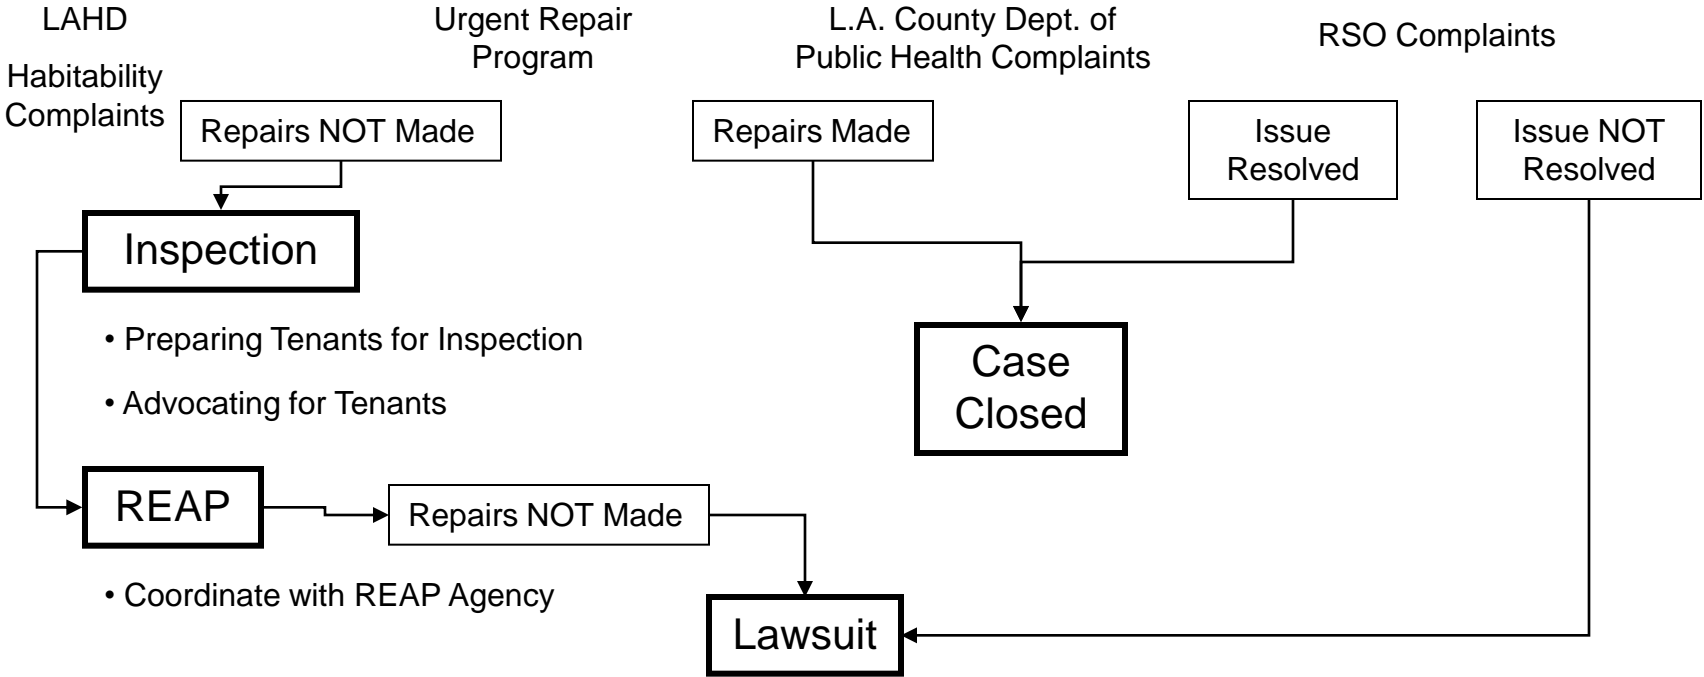 LAHD
Habitability
Complaints
Urgent Repair
Program
L.A. County Dept. of
Public Health Complaints
RSO Complaints
Repairs NOT Made
Repairs Made
Issue
Resolved
Issue NOT
Resolved
Inspection
• Preparing Tenants for Inspection
• Advocating for Tenants
Case
Closed
REAP
Repairs NOT Made
• Coordinate with REAP Agency
Lawsuit